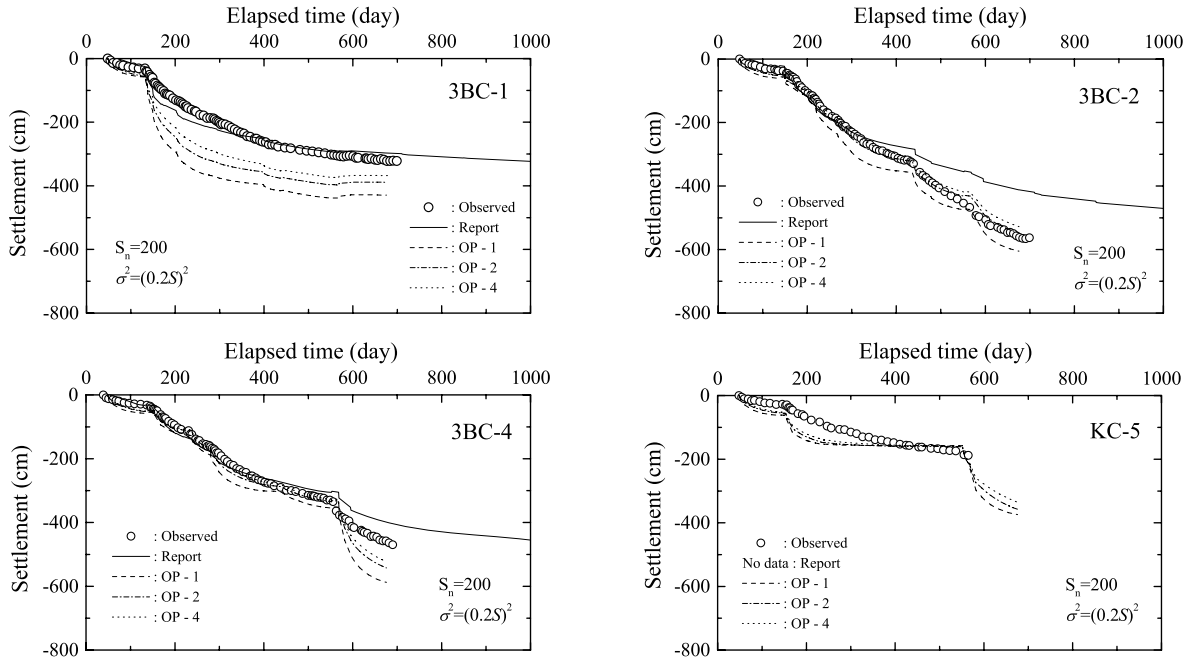 Elapsed time (day)
0 200 400 600 800 1000
0
-200
-400
-600
-800
Settlement (cm)
3BC-1
: Observed
: Report
: OP - 1
: OP - 2
: OP - 4
Sn=200
σ²=(0.2S)²
Elapsed time (day)
0 200 400 600 800 1000
0
-200
-400
-600
-800
Settlement (cm)
3BC-2
: Observed
: Report
: OP - 1
: OP - 2
: OP - 4
Sn=200
σ²=(0.2S)²
Elapsed time (day)
0 200 400 600 800 1000
0
-200
-400
-600
-800
Settlement (cm)
3BC-4
: Observed
: Report
: OP - 1
: OP - 2
: OP - 4
Sn=200
σ²=(0.2S)²
Elapsed time (day)
0 200 400 600 800 1000
0
-200
-400
-600
-800
Settlement (cm)
KC-5
: Observed
No data : Report
: OP - 1
: OP - 2
: OP - 4
Sn=200
σ²=(0.2S)²